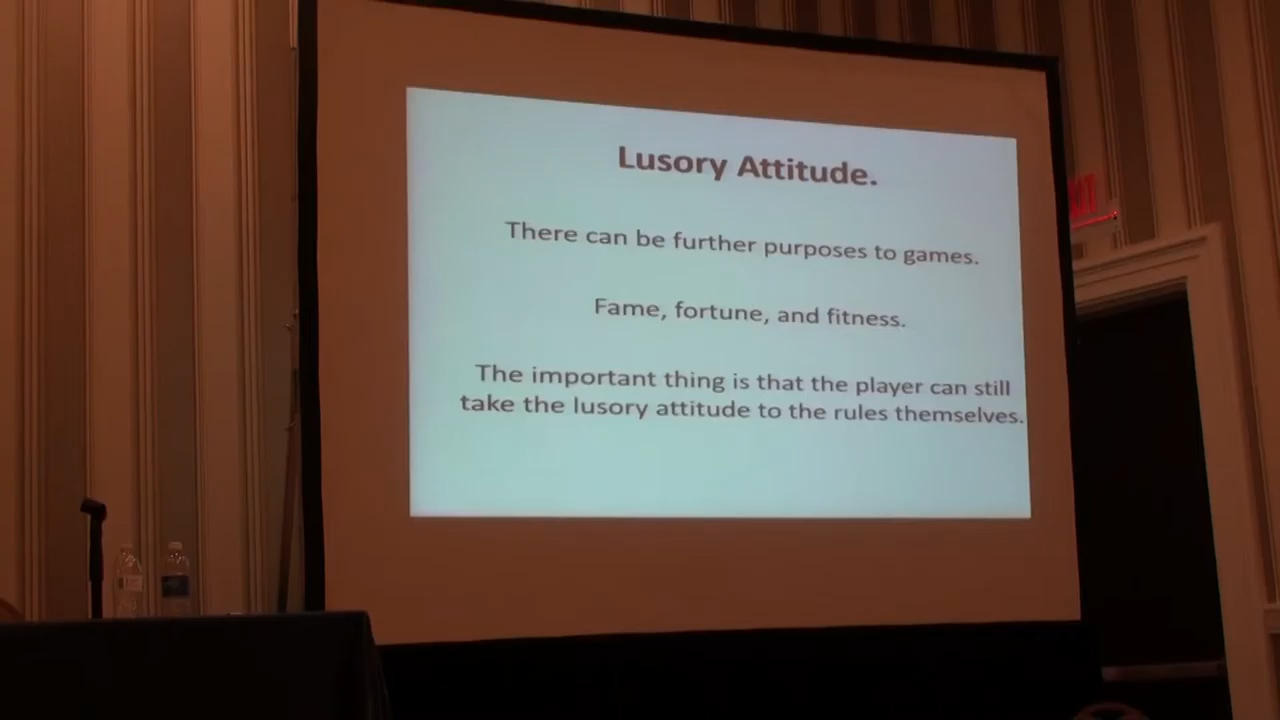 Lusory Attitude.
There can be further purposes to games.
Fame, fortune, and fitness.
The important thing is that the player can still
take the lusory attitude to the rules themselves.
EXIT